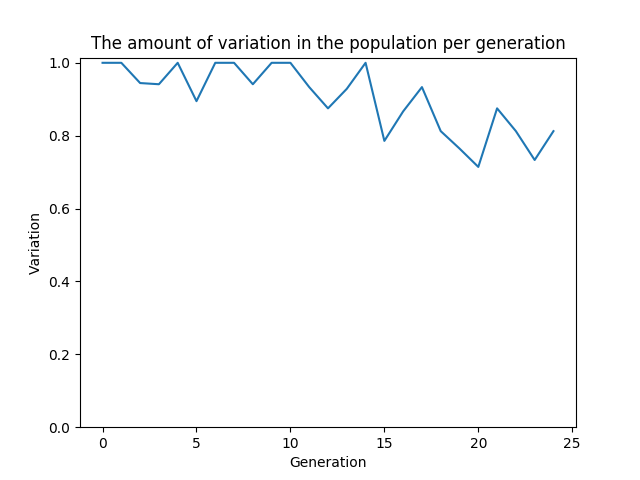 The amount of variation in the population per generation
1.0
0.8
0.6
0.4
0.2
0.0
Variation
0 5 10 15 20 25
Generation